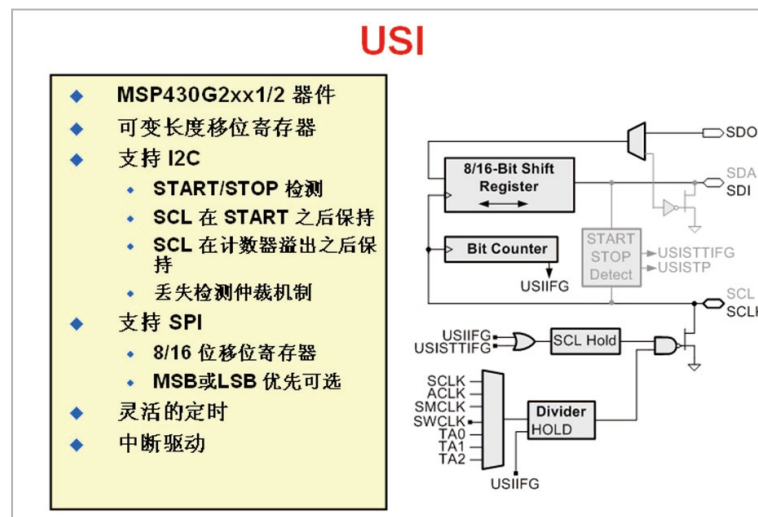 USI
MSP430G2xx1/2 器件
可变长度移位寄存器
支持 I2C
START/STOP 检测
SCL 在 START 之后保持
SCL 在计数器溢出之后保
持
丢失检测仲裁机制
支持 SPI
8/16 位移位寄存器
MSB或LSB 优先可选
灵活的定时
中断驱动
SDO
8/16-Bit Shift
Register
SDA
SDI
Bit Counter
USIIFG
START
STOP
Detect
USISTTIFG
USISTP
SCL
SCLK
USIIFG
USISTTIFG
SCL Hold
SCLK
ACLK
SMCLK
SWCLK
TA0
TA1
TA2
Divider
HOLD
USIIFG